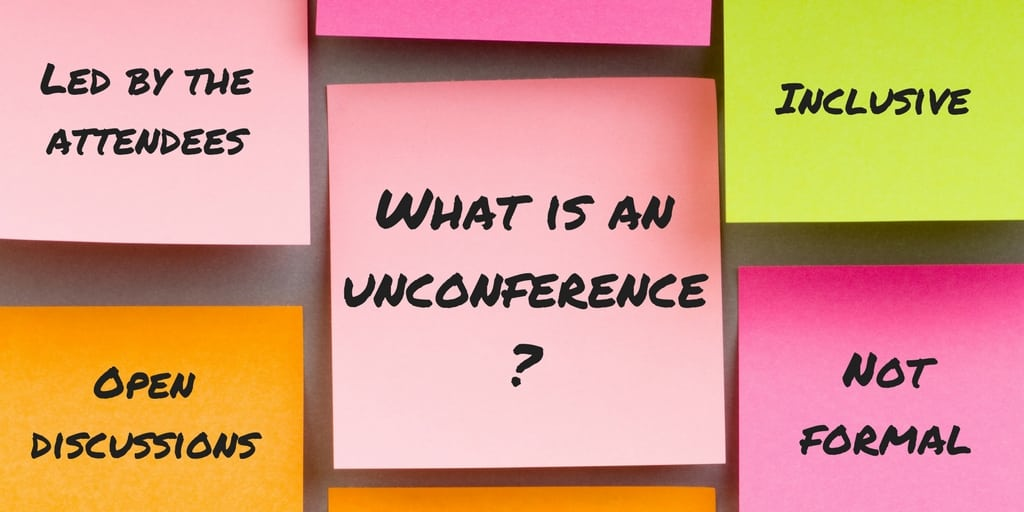 Led by the
attendees
What is an
unconference
?
Inclusive
Open
discussions
Not
formal